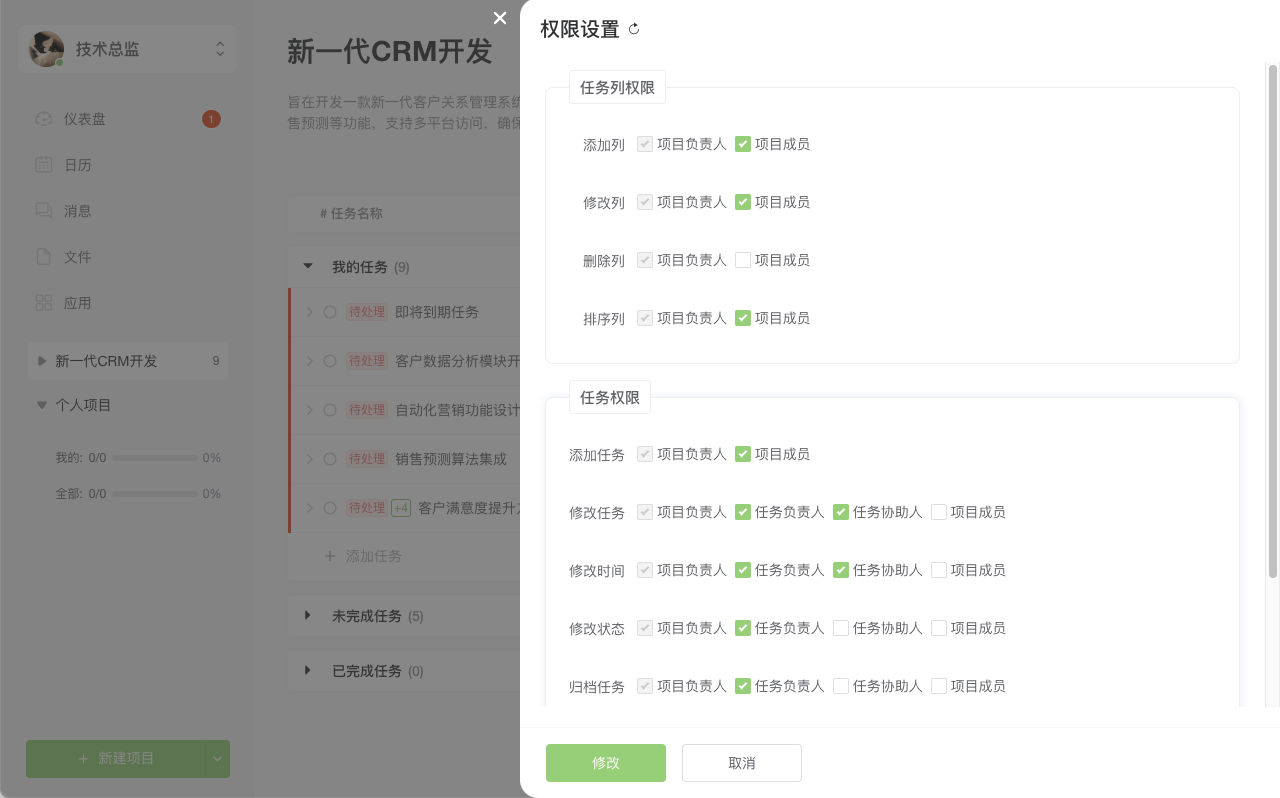 技术总监
仪表盘
1
日历
消息
文件
应用
新一代CRM开发
9
个人项目
我的: 0/0 0%
全部: 0/0 0%
+ 新建项目
新一代CRM开发
旨在开发一款新一代客户关系管理系统
售预测等功能，支持多平台访问，确保
# 任务名称
我的任务 (9)
待处理 即将到期任务
待处理 客户数据分析模块开
待处理 自动化营销功能设计
待处理 销售预测算法集成
待处理 +4 客户满意度提升
+ 添加任务
未完成任务 (5)
已完成任务 (0)
权限设置
任务列权限
添加列 项目负责人 项目成员
修改列 项目负责人 项目成员
删除列 项目负责人 项目成员
排序列 项目负责人 项目成员
任务权限
添加任务 项目负责人 项目成员
修改任务 项目负责人 任务负责人 任务协助人 项目成员
修改时间 项目负责人 任务负责人 任务协助人 项目成员
修改状态 项目负责人 任务负责人 任务协助人 项目成员
归档任务 项目负责人 任务负责人 任务协助人 项目成员
修改
取消